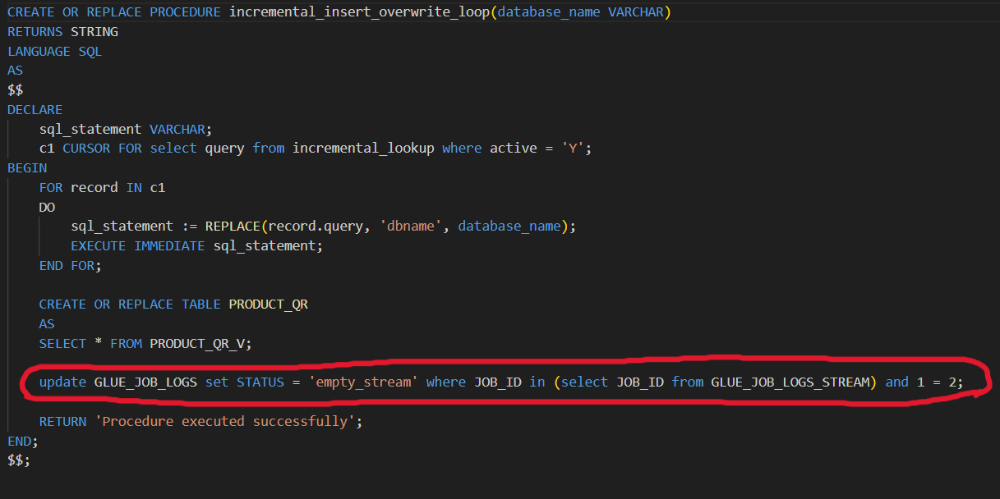 CREATE OR REPLACE PROCEDURE incremental_insert_overwrite_loop(database_name VARCHAR)
RETURNS STRING
LANGUAGE SQL
AS
$$
DECLARE
    sql_statement VARCHAR;
    c1 CURSOR FOR select query from incremental_lookup where active = 'Y';
BEGIN
    FOR record IN c1
    DO
        sql_statement := REPLACE(record.query, 'dbname', database_name);
        EXECUTE IMMEDIATE sql_statement;
    END FOR;
    CREATE OR REPLACE TABLE PRODUCT_QR
    AS
    SELECT * FROM PRODUCT_QR_V;
    update GLUE_JOB_LOGS set STATUS = 'empty_stream' where JOB_ID in (select JOB_ID from GLUE_JOB_LOGS_STREAM) and 1 = 2;
    RETURN 'Procedure executed successfully';
END;
$$;